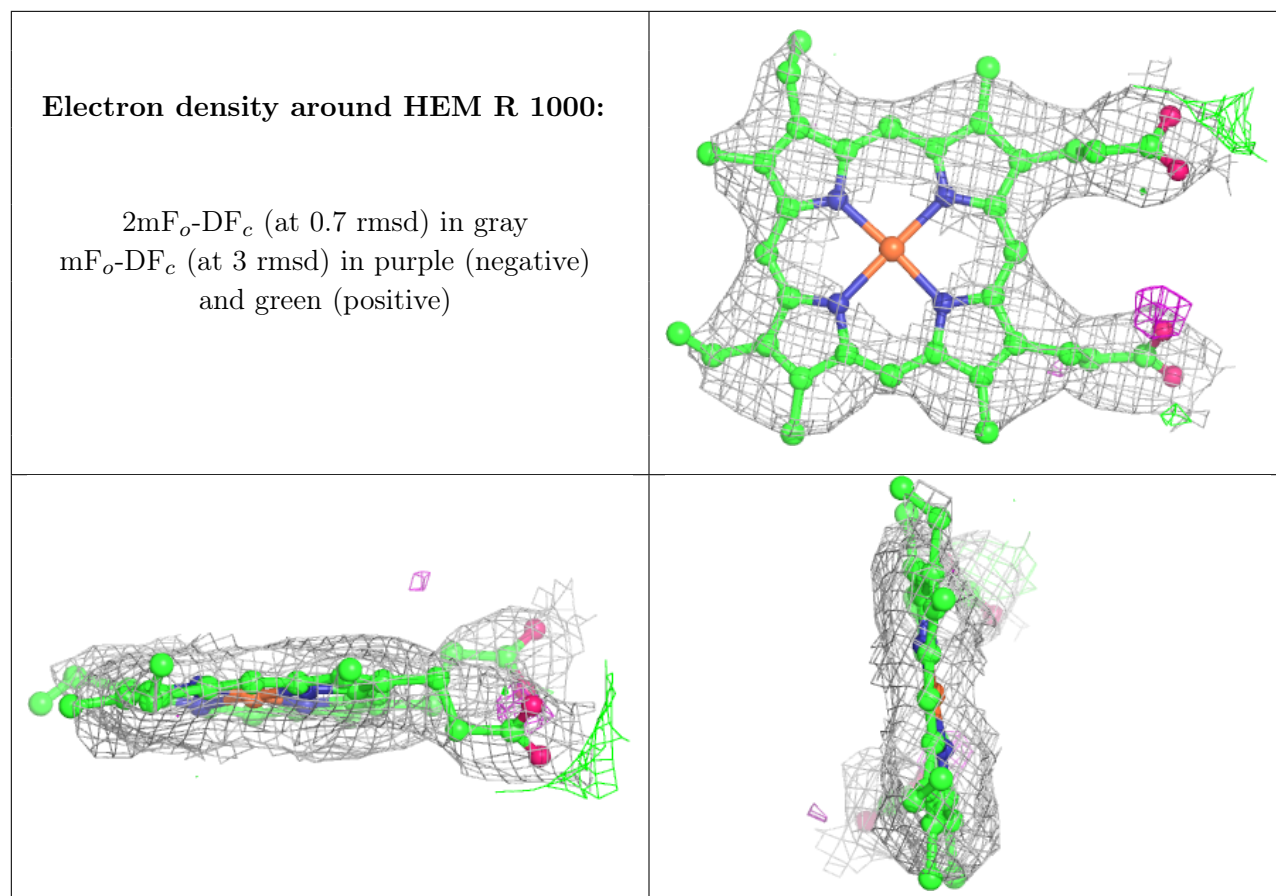 Electron density around HEM R 1000:
2mFo-DFc (at 0.7 rmsd) in gray
mFo-DFc (at 3 rmsd) in purple (negative)
and green (positive)